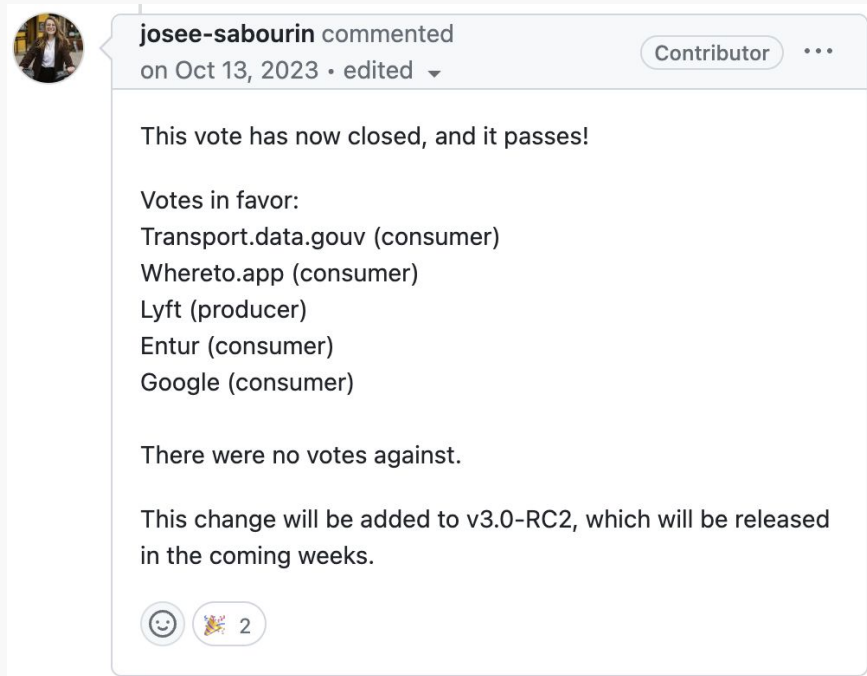 josee-sabourin commented
Contributor
on Oct 13, 2023 • edited
This vote has now closed, and it passes!
Votes in favor:
Transport.data.gouv (consumer)
Whereto.app (consumer)
Lyft (producer)
Entur (consumer)
Google (consumer)
There were no votes against.
This change will be added to v3.0-RC2, which will be released
in the coming weeks.
2